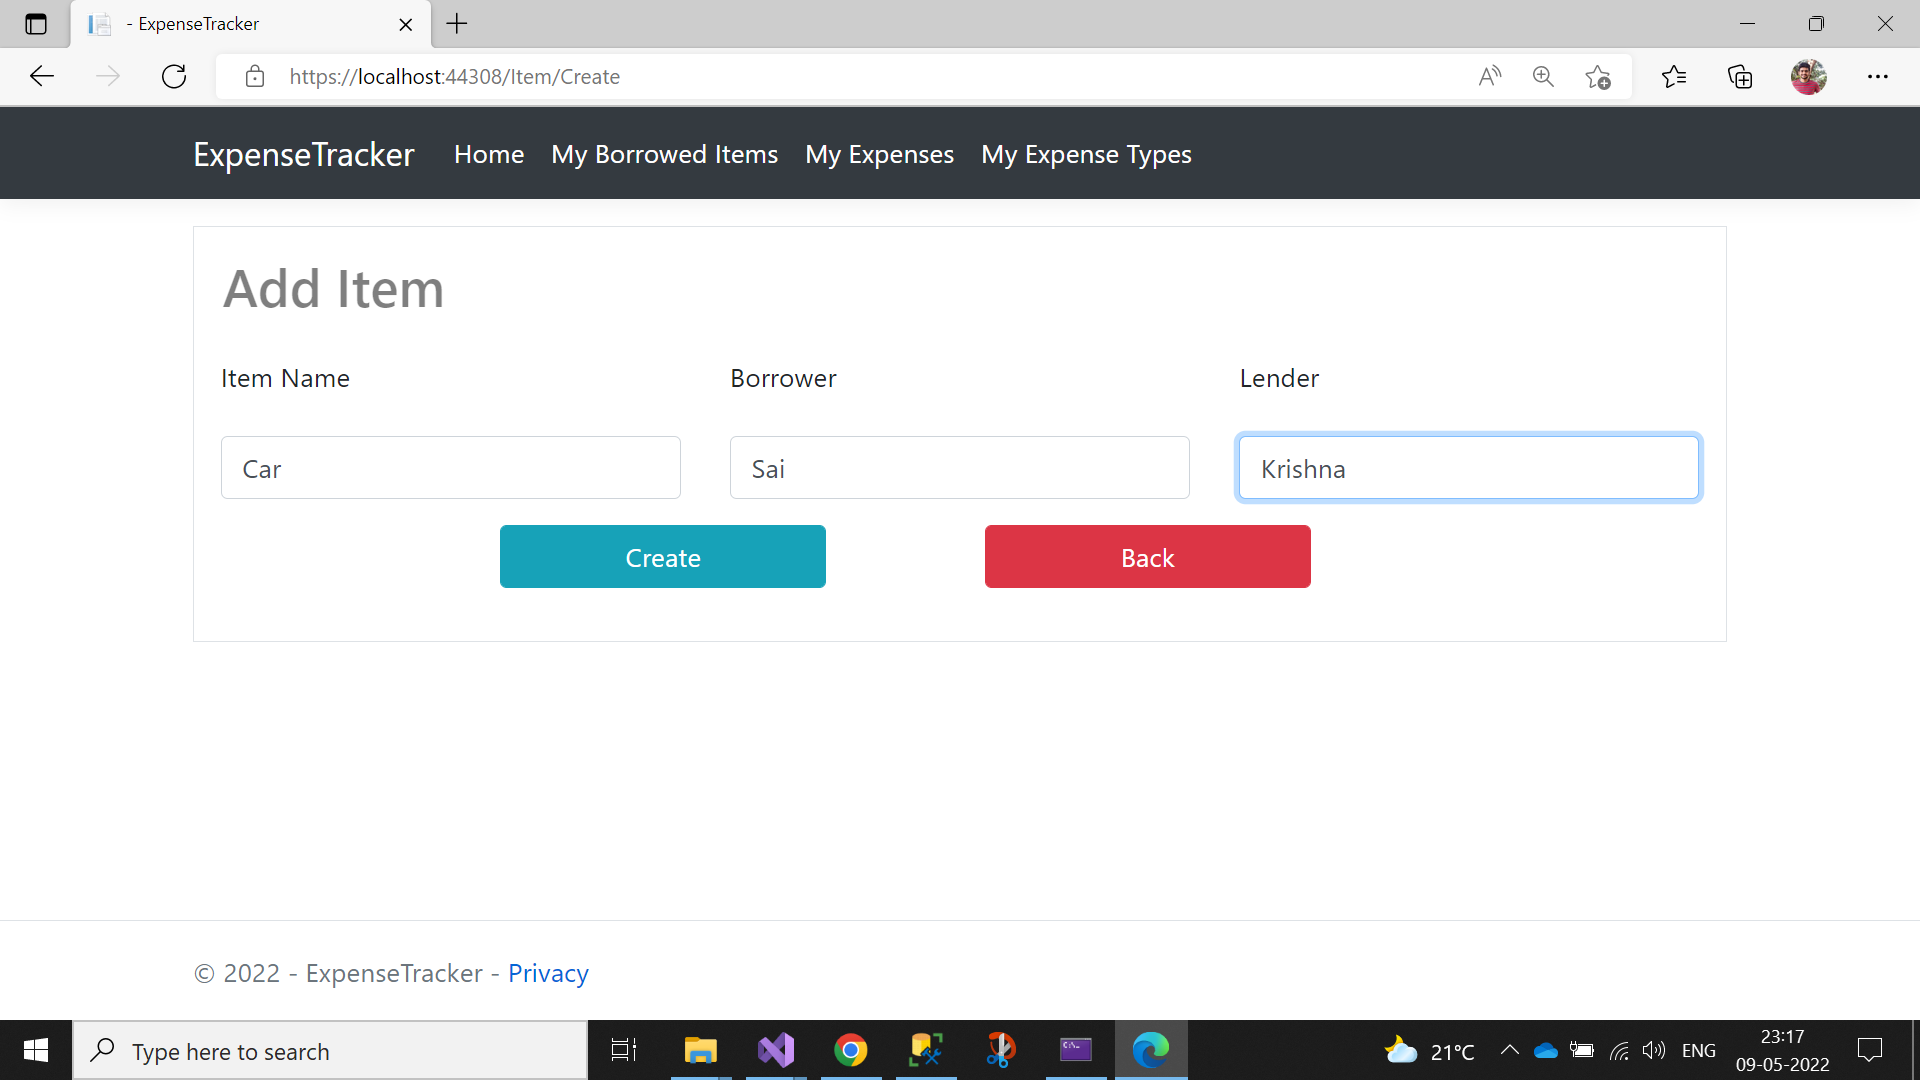 - ExpenseTracker
https://localhost:44308/Item/Create
ExpenseTracker Home My Borrowed Items My Expenses My Expense Types
Add Item
Item Name Borrower Lender
Car Sai Krishna
Create Back
© 2022 - ExpenseTracker - Privacy
Type here to search 21°C ENG 23:17
09-05-2022